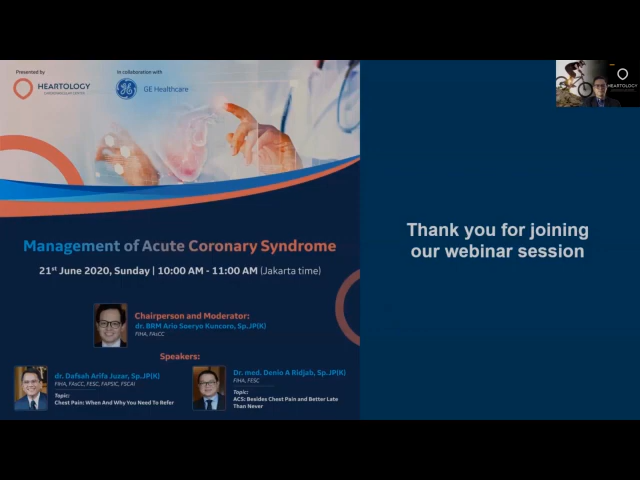 Presented by
HEARTOLOGY
In collaboration with
GE Healthcare
Management of Acute Coronary Syndrome
21st June 2020, Sunday | 10:00 AM - 11:00 AM (Jakarta time)
Chairperson and Moderator:
dr. BRM Ario Soeryo Kuncoro, Sp.JP(K)
FIHA, FAsCC
Speakers:
dr. Dafsah Arifa Juzar, Sp.JP(K)
FIHA, FAsCC, FESC, FAPSIC, FSCAI
Topic:
Chest Pain: When And Why You Need To Refer
Dr. med. Denio A Ridjab, Sp.JP(K)
FIHA, FESC
Topic:
ACS: Besides Chest Pain and Better Late
Than Never
Thank you for joining
our webinar session
HEARTOLOGY